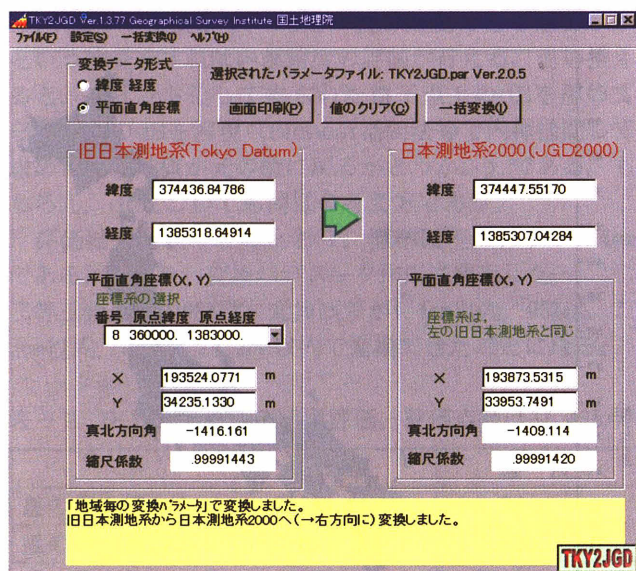 TKY2JGD Ver.1.3.77 Geographical Survey Institute 国土地理院
ファイル(F) 設定(S) 一括変換(I) ヘルプ(H)
変換データ形式
緯度 経度
平面直角座標
選択されたパラメータファイル: TKY2JGD.par Ver.2.0.5
画面印刷(P) 値のクリア(C) 一括変換(I)
旧日本測地系(Tokyo Datum)
緯度 374436.84786
経度 1385318.64914
平面直角座標(X, Y)
座標系の選択
番号 原点緯度 原点経度
8 360000. 1383000.
X 193524.0771 m
Y 34235.1330 m
真北方向角 -1416.161
縮尺係数 .99991443
日本測地系2000(JGD2000)
緯度 374447.55170
経度 1385307.04284
平面直角座標(X, Y)
座標系は,
左の旧日本測地系と同じ
X 193873.5315 m
Y 33953.7491 m
真北方向角 -1409.114
縮尺係数 .99991420
「地域毎の変換パラメータ」で変換しました。
旧日本測地系から日本測地系2000へ(→右方向に)変換しました。
TKY2JGD